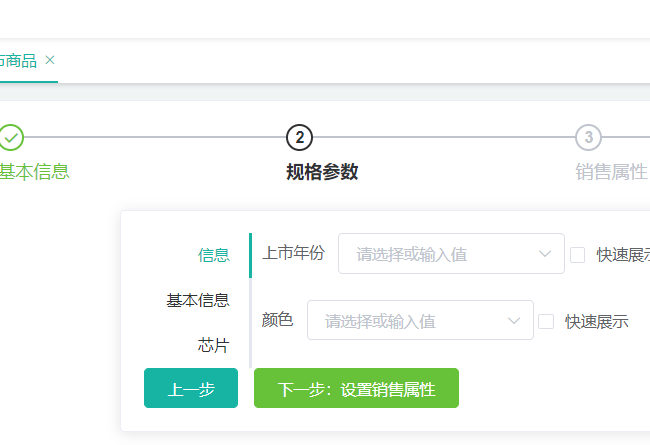 布商品 ×
2 3
基本信息 规格参数 销售属性
信息 上市年份 请选择或输入值 快速展示
基本信息
颜色 请选择或输入值 快速展示
芯片
上一步 下一步：设置销售属性